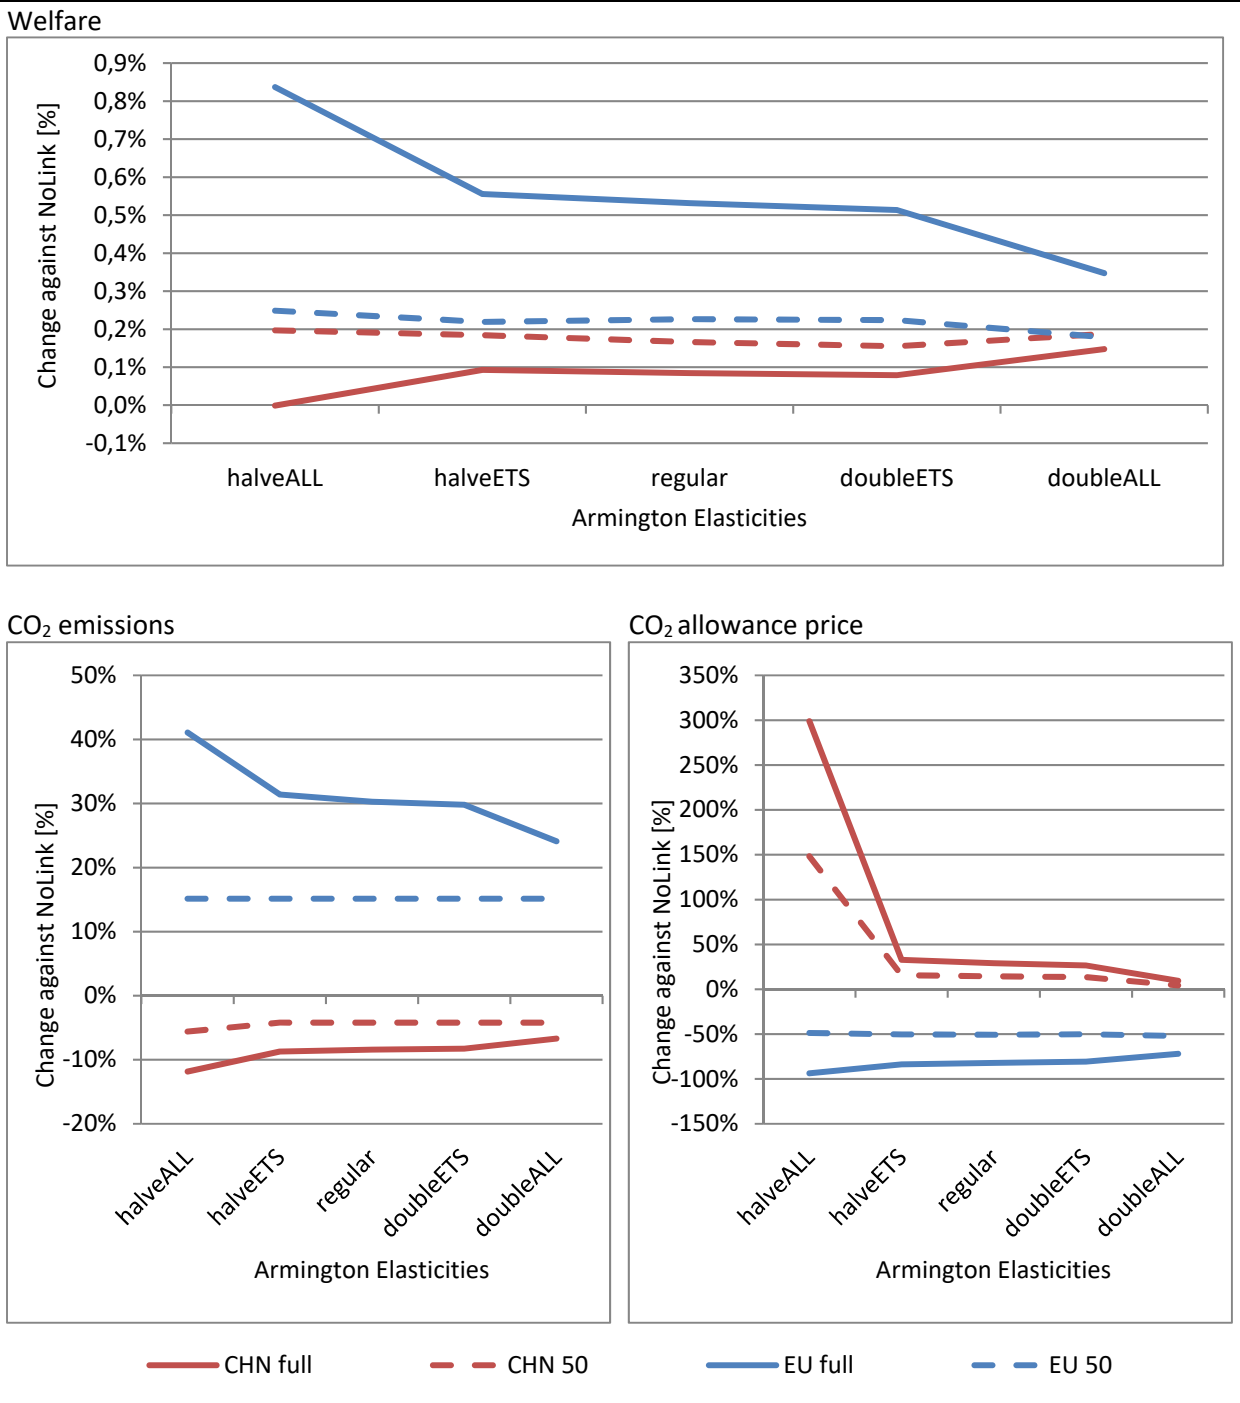 Welfare
Change against NoLink [%]
0,9%
0,8%
0,7%
0,6%
0,5%
0,4%
0,3%
0,2%
0,1%
0,0%
-0,1%
halveALL halveETS regular doubleETS doubleALL
Armington Elasticities
CO₂ emissions
Change against NoLink [%]
50%
40%
30%
20%
10%
0%
-10%
-20%
halveALL halveETS regular doubleETS doubleALL
Armington Elasticities
CO₂ allowance price
Change against NoLink [%]
350%
300%
250%
200%
150%
100%
50%
0%
-50%
-100%
-150%
halveALL halveETS regular doubleETS doubleALL
Armington Elasticities
CHN full CHN 50 EU full EU 50